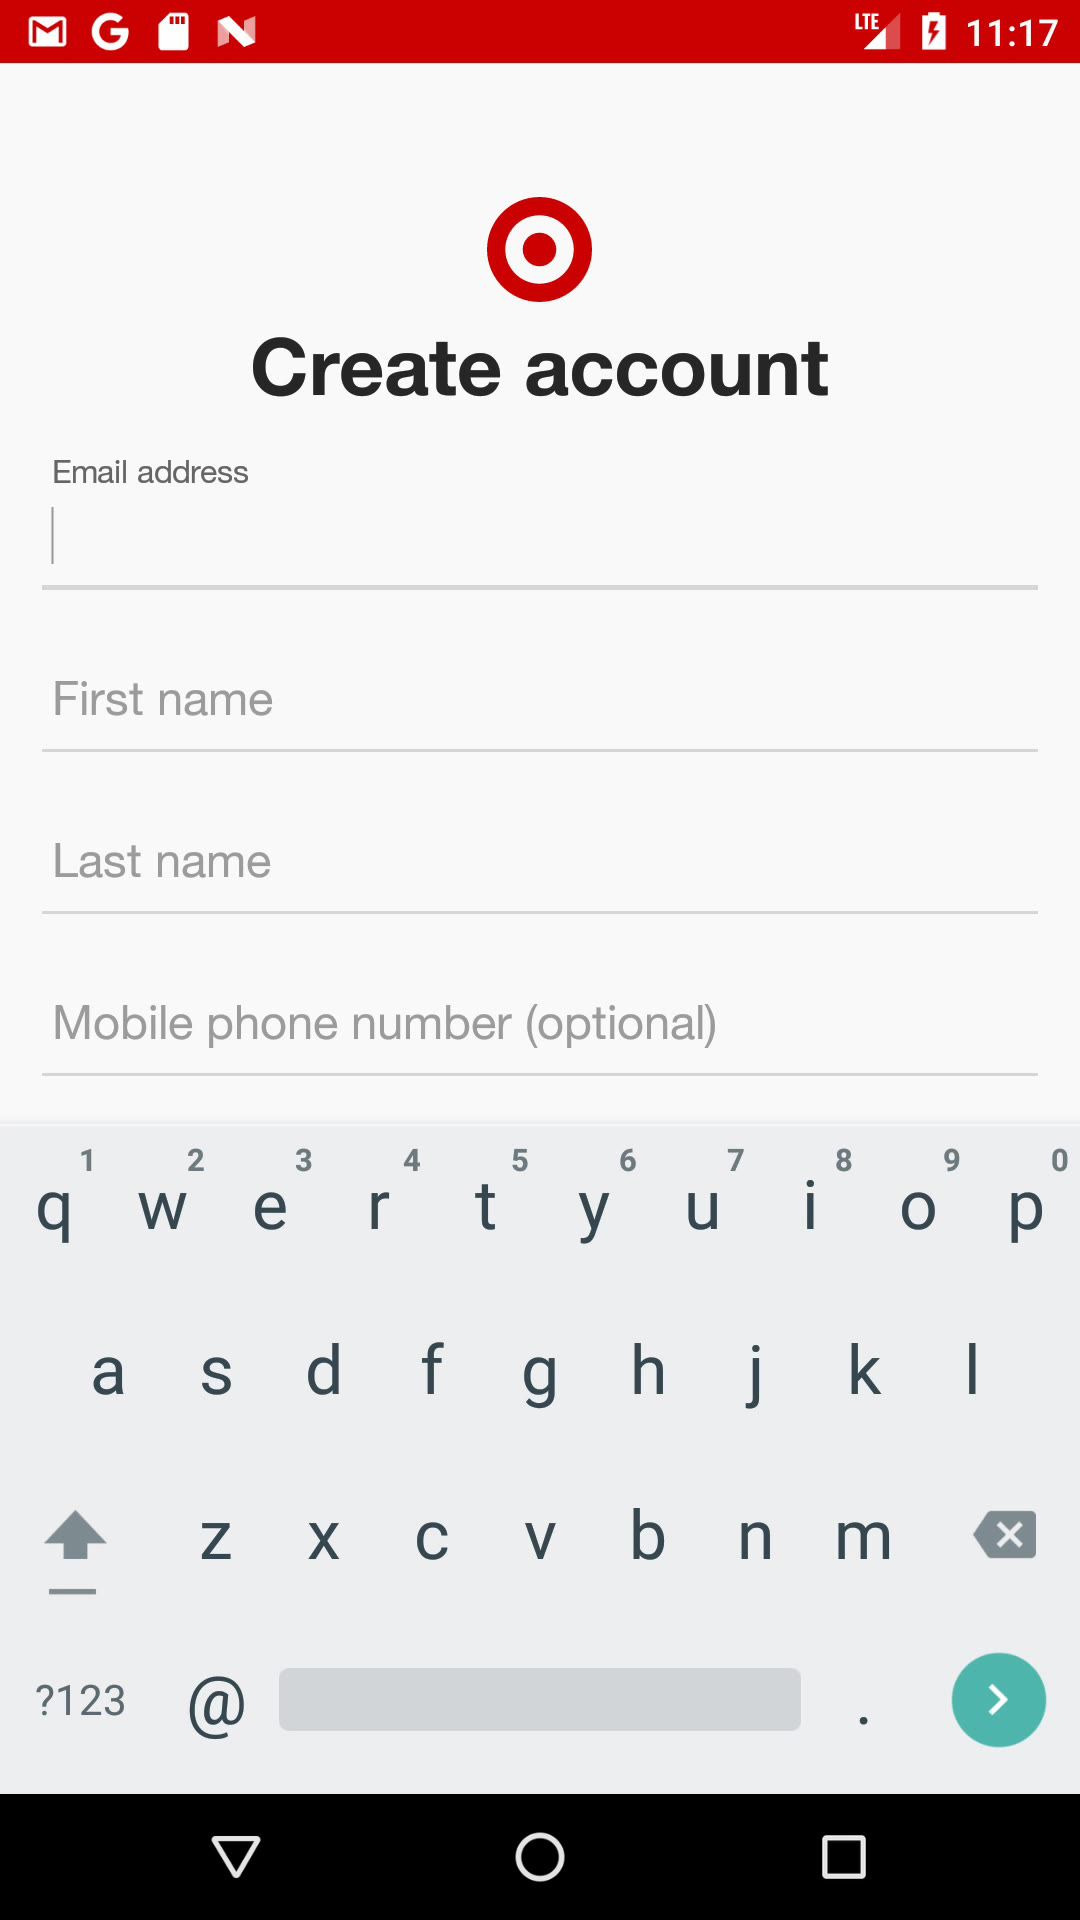 LTE 11:17
Create account
Email address
First name
Last name
Mobile phone number (optional)
1 2 3 4 5 6 7 8 9 0
q w e r t y u i o p
a s d f g h j k l
z x c v b n m
?123 @ .